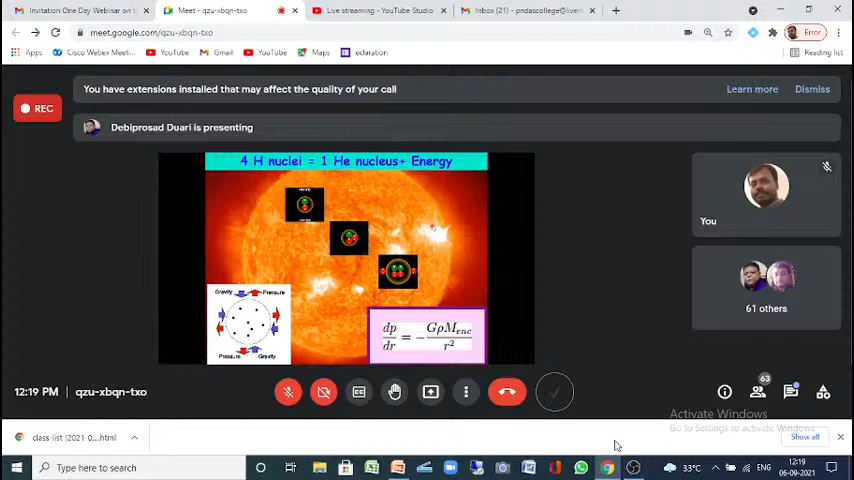 Invitation One Day Webinar on t
Meet - qzu-xbqn-txo
Live streaming - YouTube Studio
Inbox (21) - pndascollege@live
meet.google.com/qzu-xbqn-txo
Error
YouTube
Cisco Webex Meet...
YouTube
Gmail
YouTube
Maps
eclaration
Reading list
You have extensions installed that may affect the quality of your call
Learn more
Dismiss
REC
Debiprosad Duari is presenting
4 H nuclei = 1 He nucleus+ Energy
Gravity
Pressure
Pressure
Gravity
dp/dr = -GρM_enc/r²
You
61 others
12:19 PM
qzu-xbqn-txo
63
Activate Windows
Go to Settings to activate Windows.
class-list (2021-0....html
Show all
Type here to search
33°C
ENG
12:19
06-09-2021